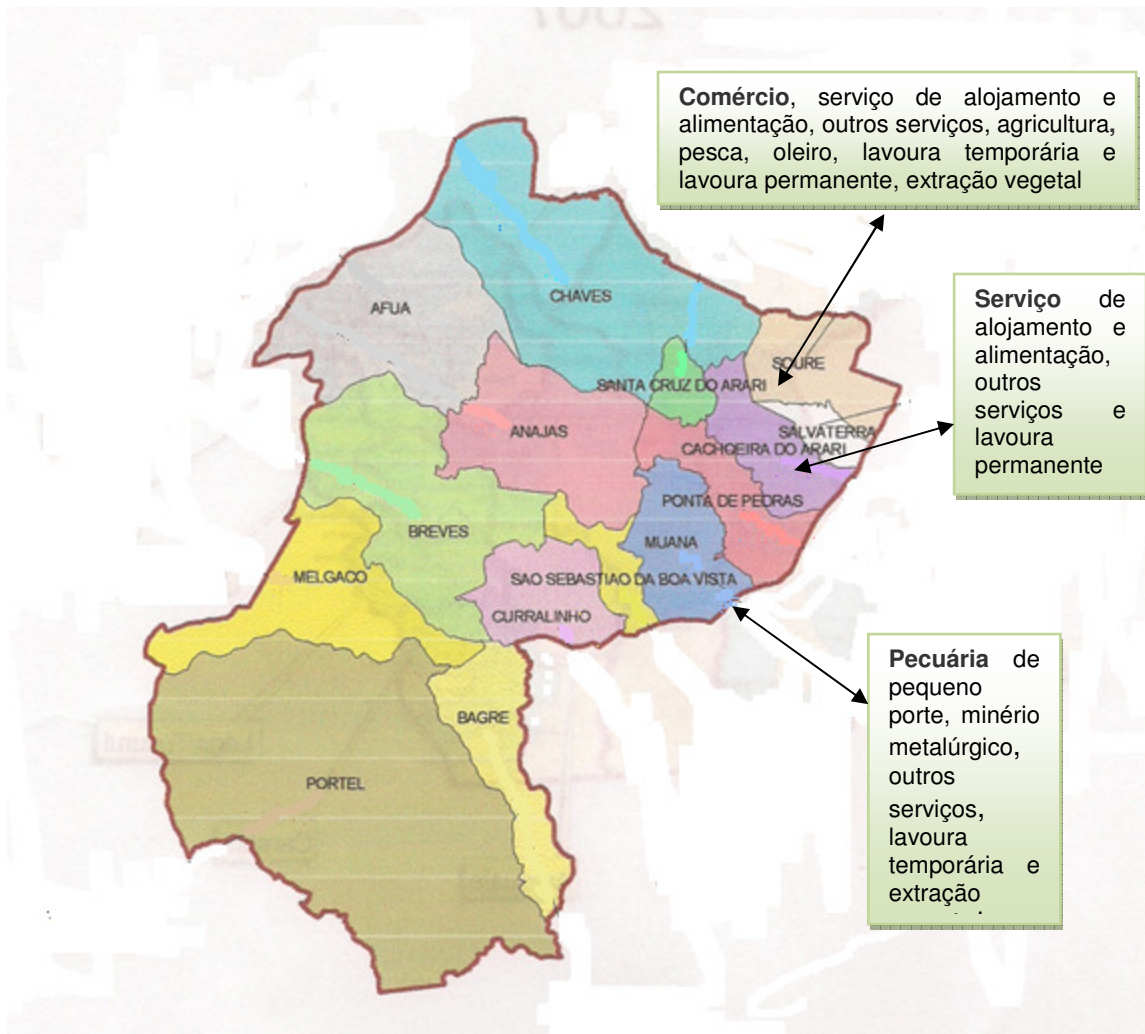 Comércio, serviço de alojamento e
alimentação, outros serviços, agricultura,
pesca, oleiro, lavoura temporária e
lavoura permanente, extração vegetal
Serviço de
alojamento e
alimentação,
outros
serviços e
lavoura
permanente
CHAVES
AFUA
SOURE
SANTA CRUZ DO ARARI
ANAJAS
SALVATERRA
CACHOEIRA DO ARARI
PONTA DE PEDRAS
BREVES
MUANA
MELGACO
SAO SEBASTIAO DA BOA VISTA
CURRALINHO
BAGRE
PORTEL
Pecuária de
pequeno
porte, minério
metalúrgico,
outros
serviços,
lavoura
temporária e
extração